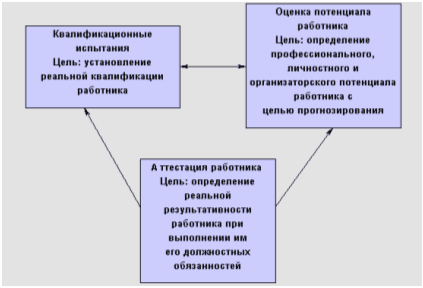 Квалификационные
испытания
Цель: установление
реальной квалификации
работника
Оценка потенциала
работника
Цель: определение
профессионального,
личностного и
организаторского потенциала
работника с
целью прогнозирования
А ттестация работника
Цель: определение
реальной
результативности
работника при
выполнении им
его должностных
обязанностей